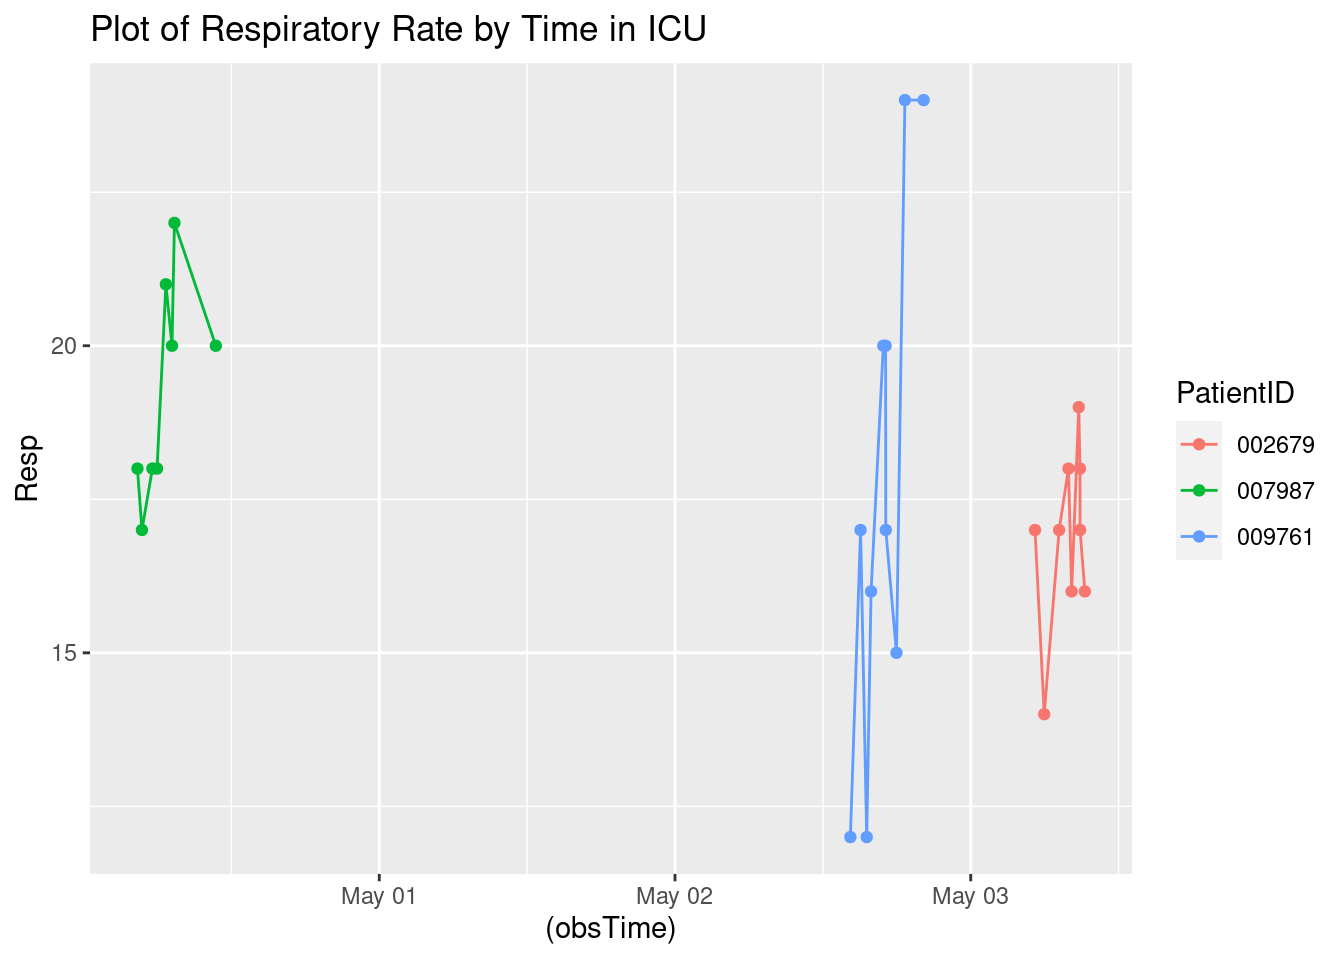 Plot of Respiratory Rate by Time in ICU
Resp
20
15
May 01
May 02
May 03
(obsTime)
PatientID
002679
007987
009761